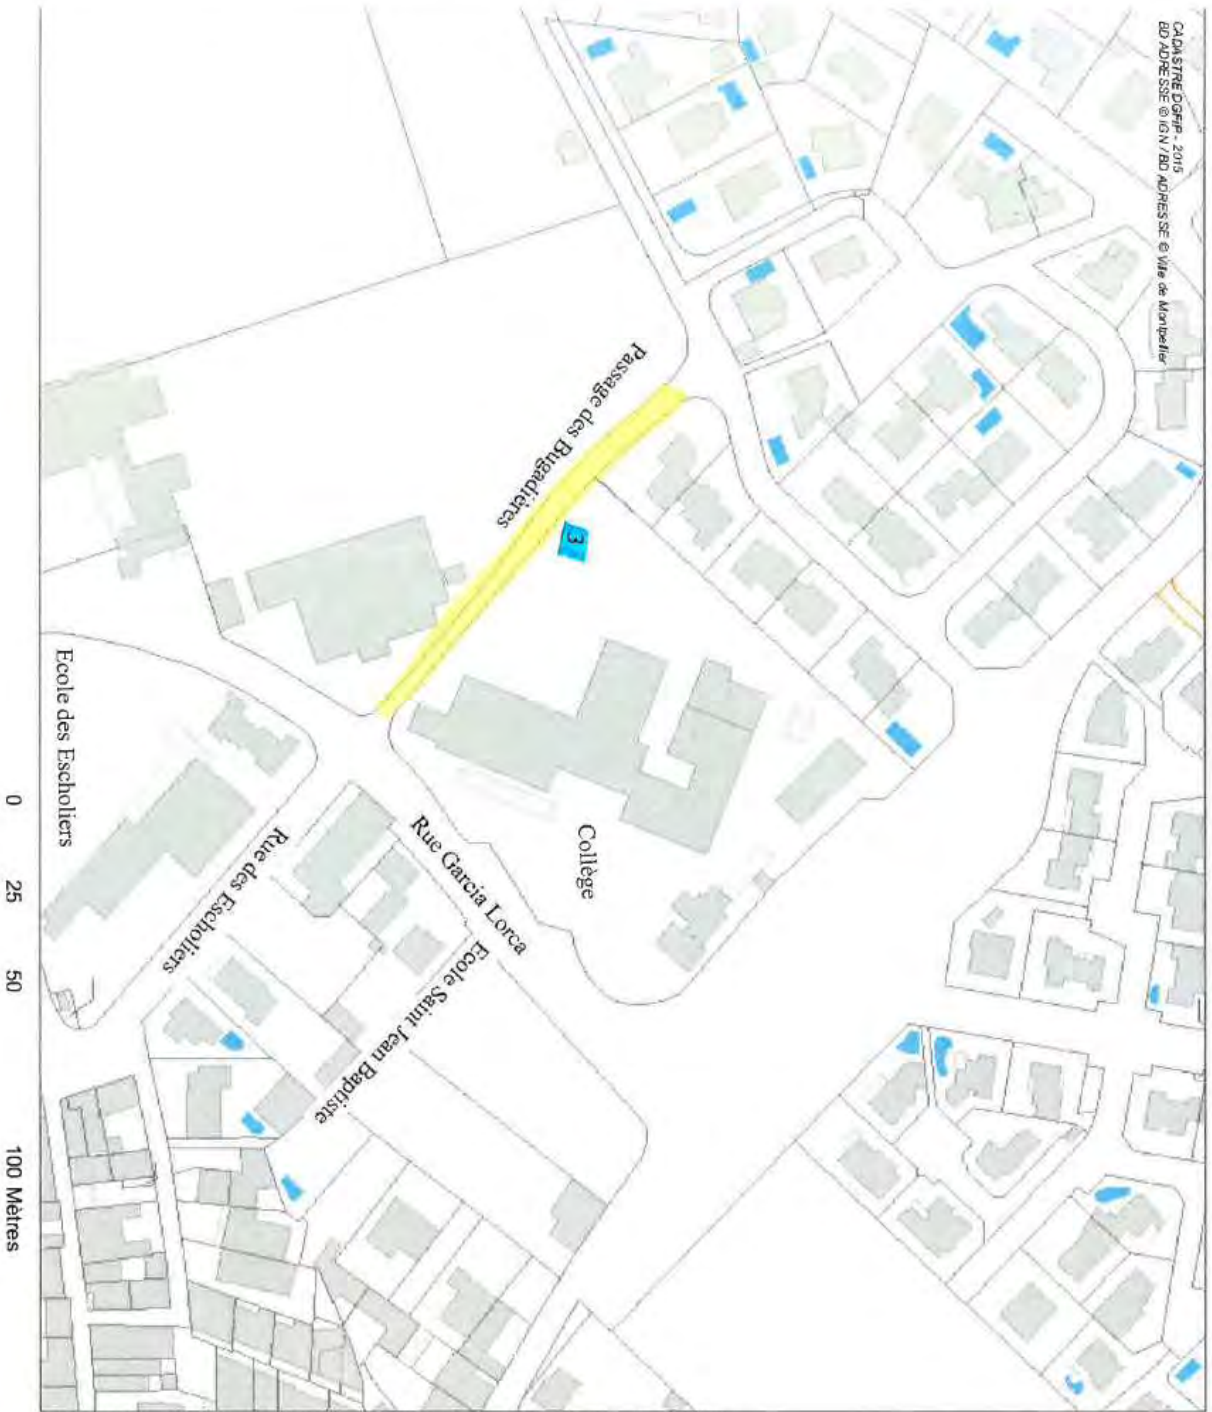 CADASTRE DGFiP - 2015
BD ADRESSE © IGN / BD ADRESSE © Ville de Montpellier
Passage des Bugadières
3
Collège
Rue Garcia Lorca
Ecole Saint Jean Baptiste
Rue des Escholiers
Ecole des Escholiers
0 25 50 100 Mètres